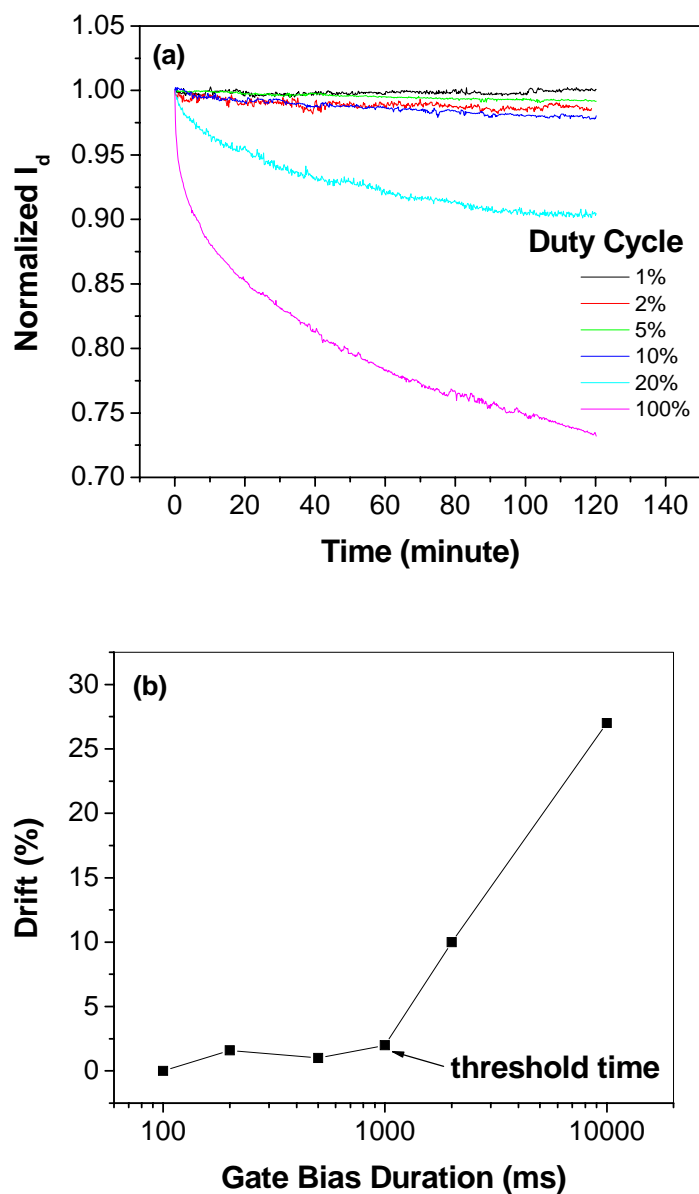 (a)
1.05
1.00
0.95
0.90
0.85
0.80
0.75
0.70
Normalized I_d
Duty Cycle
1%
2%
5%
10%
20%
100%
0 20 40 60 80 100 120 140
Time (minute)
(b)
30
25
20
15
10
5
0
Drift (%)
threshold time
100 1000 10000
Gate Bias Duration (ms)